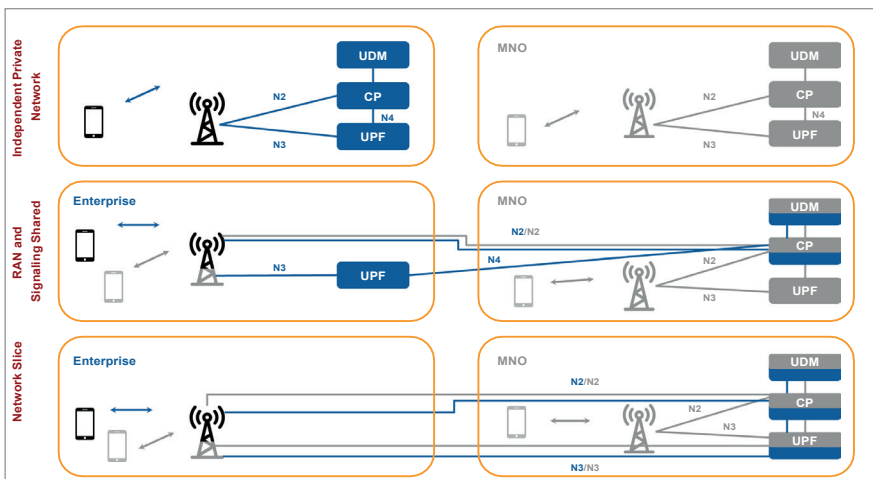 Independent Private
Network
UDM
CP
UPF
N2
N4
N3
MNO
UDM
CP
UPF
N2
N4
N3
RAN and
Signaling Shared
Enterprise
N3
UPF
N4
MNO
N2/N2
UDM
CP
UPF
N2
N3
Network Slice
Enterprise
MNO
N2/N2
UDM
CP
UPF
N2
N3
N3/N3